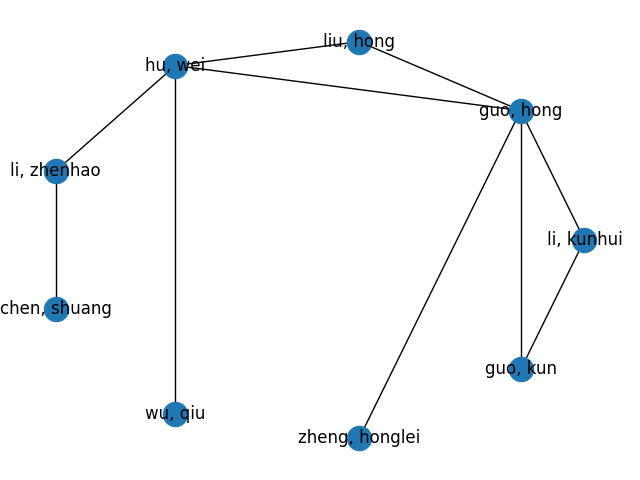 liu, hong
hu, wei
guo, hong
li, zhenhao
li, kunhui
chen, shuang
guo, kun
wu, qiu
zheng, honglei